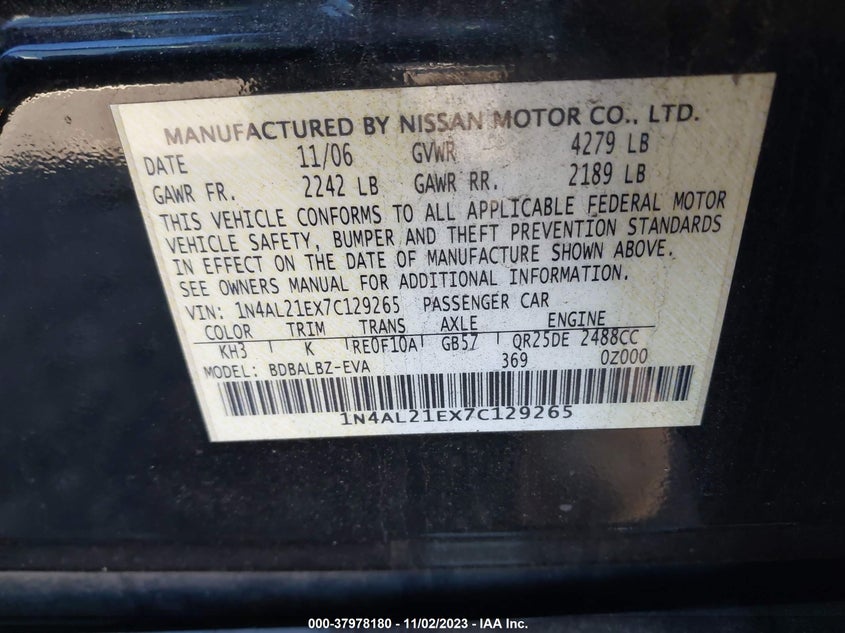 MANUFACTURED BY NISSAN MOTOR CO., LTD.
DATE 11/06 GVWR 4279 LB
GAWR FR. 2242 LB GAWR RR. 2189 LB
THIS VEHICLE CONFORMS TO ALL APPLICABLE FEDERAL MOTOR
VEHICLE SAFETY, BUMPER AND THEFT PREVENTION STANDARDS
IN EFFECT ON THE DATE OF MANUFACTURE SHOWN ABOVE.
SEE OWNERS MANUAL FOR ADDITIONAL INFORMATION.
VIN: 1N4AL21EX7C129265 PASSENGER CAR
COLOR TRIM TRANS AXLE ENGINE
KH3 K RE0F10A GB57 QR25DE 2488CC
MODEL: BDBALBZ-EVA 369 0Z000
1N4AL21EX7C129265
000-37978180 - 11/02/2023 - IAA Inc.